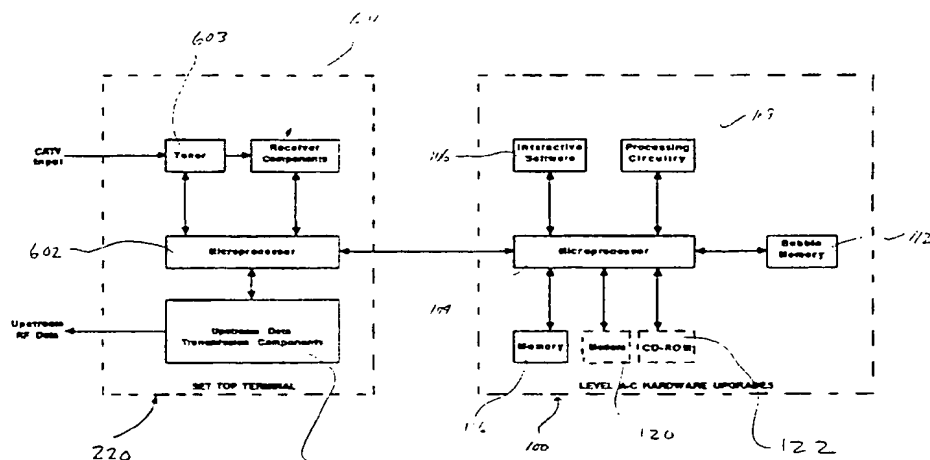 603
CATV
Input
Tuner
Receiver
Components
602
Microprocessor
Upstream
RF Data
Upstream Data
Transmission Components
SET TOP TERMINAL
220
Interactive
Software
Processing
Circuitry
Microprocessor
Bubble
Memory
112
Memory
Modem
CD-ROM
LEVEL A-C HARDWARE UPGRADES
100
120
122